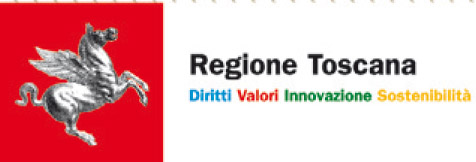 Regione Toscana
Diritti Valori Innovazione Sostenibilità